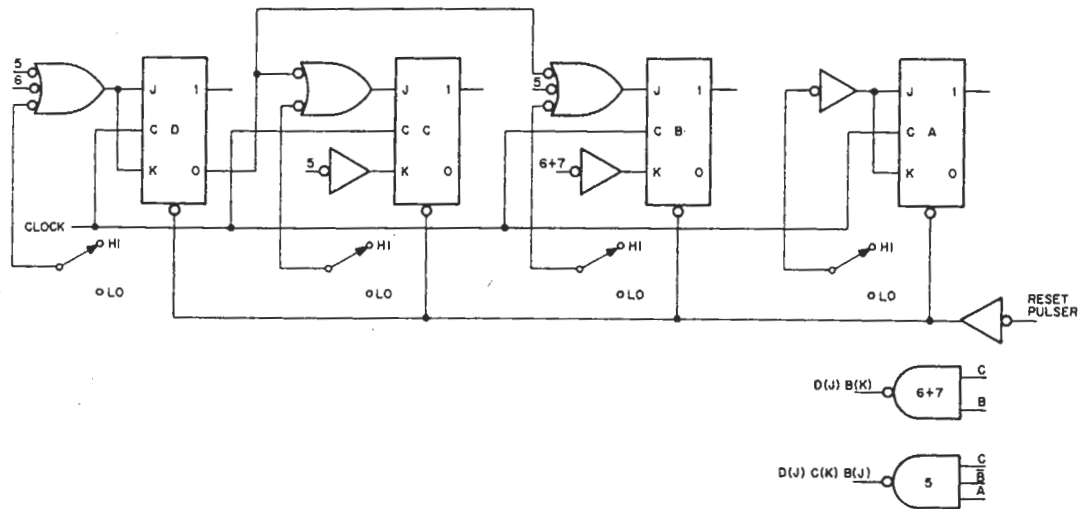 5
6
J 1
C D
K 0
J 1
C C
5
K 0
5
J 1
C B
6+7
K 0
J 1
C A
K 0
CLOCK
HI
LO
HI
LO
HI
LO
HI
LO
RESET
PULSER
D(J) B(K)
6+7
C
B
D(J) C(K) B(J)
5
C
B̅
A